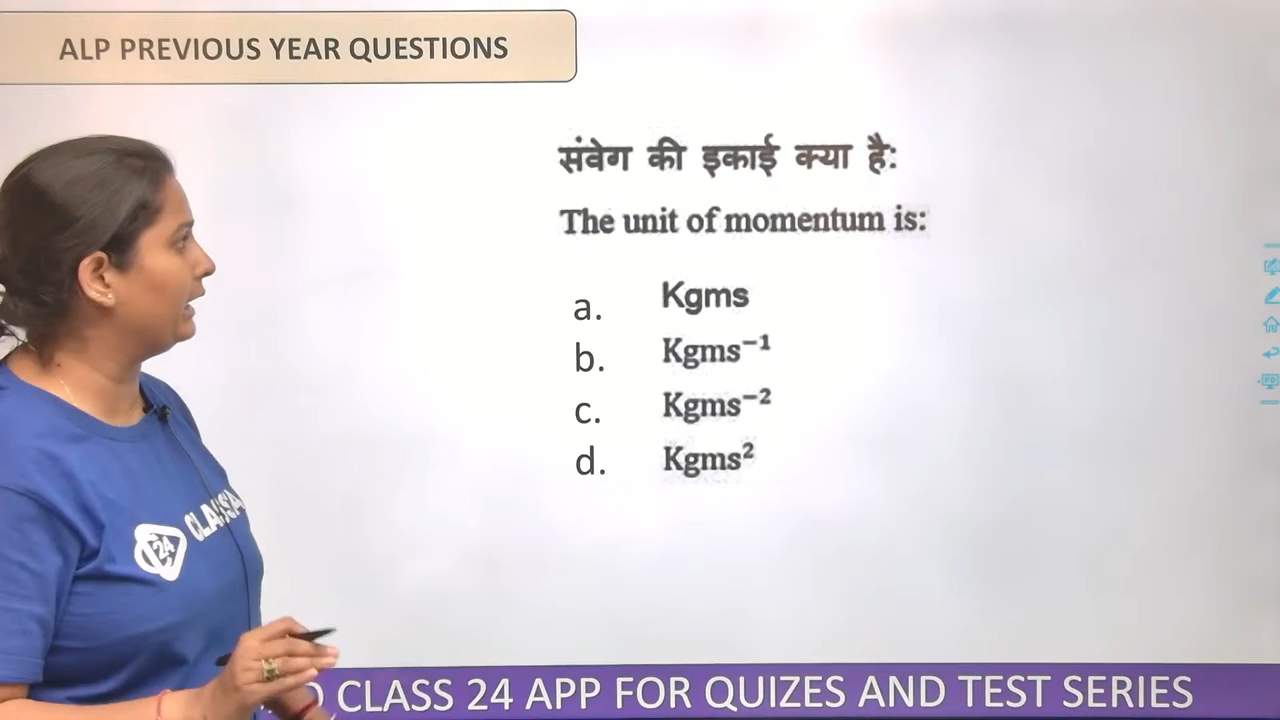 ALP PREVIOUS YEAR QUESTIONS
संवेग की इकाई क्या है:
The unit of momentum is:
a. Kgms
b. Kgms⁻¹
c. Kgms⁻²
d. Kgms²
24
CLASS 24 APP FOR QUIZES AND TEST SERIES